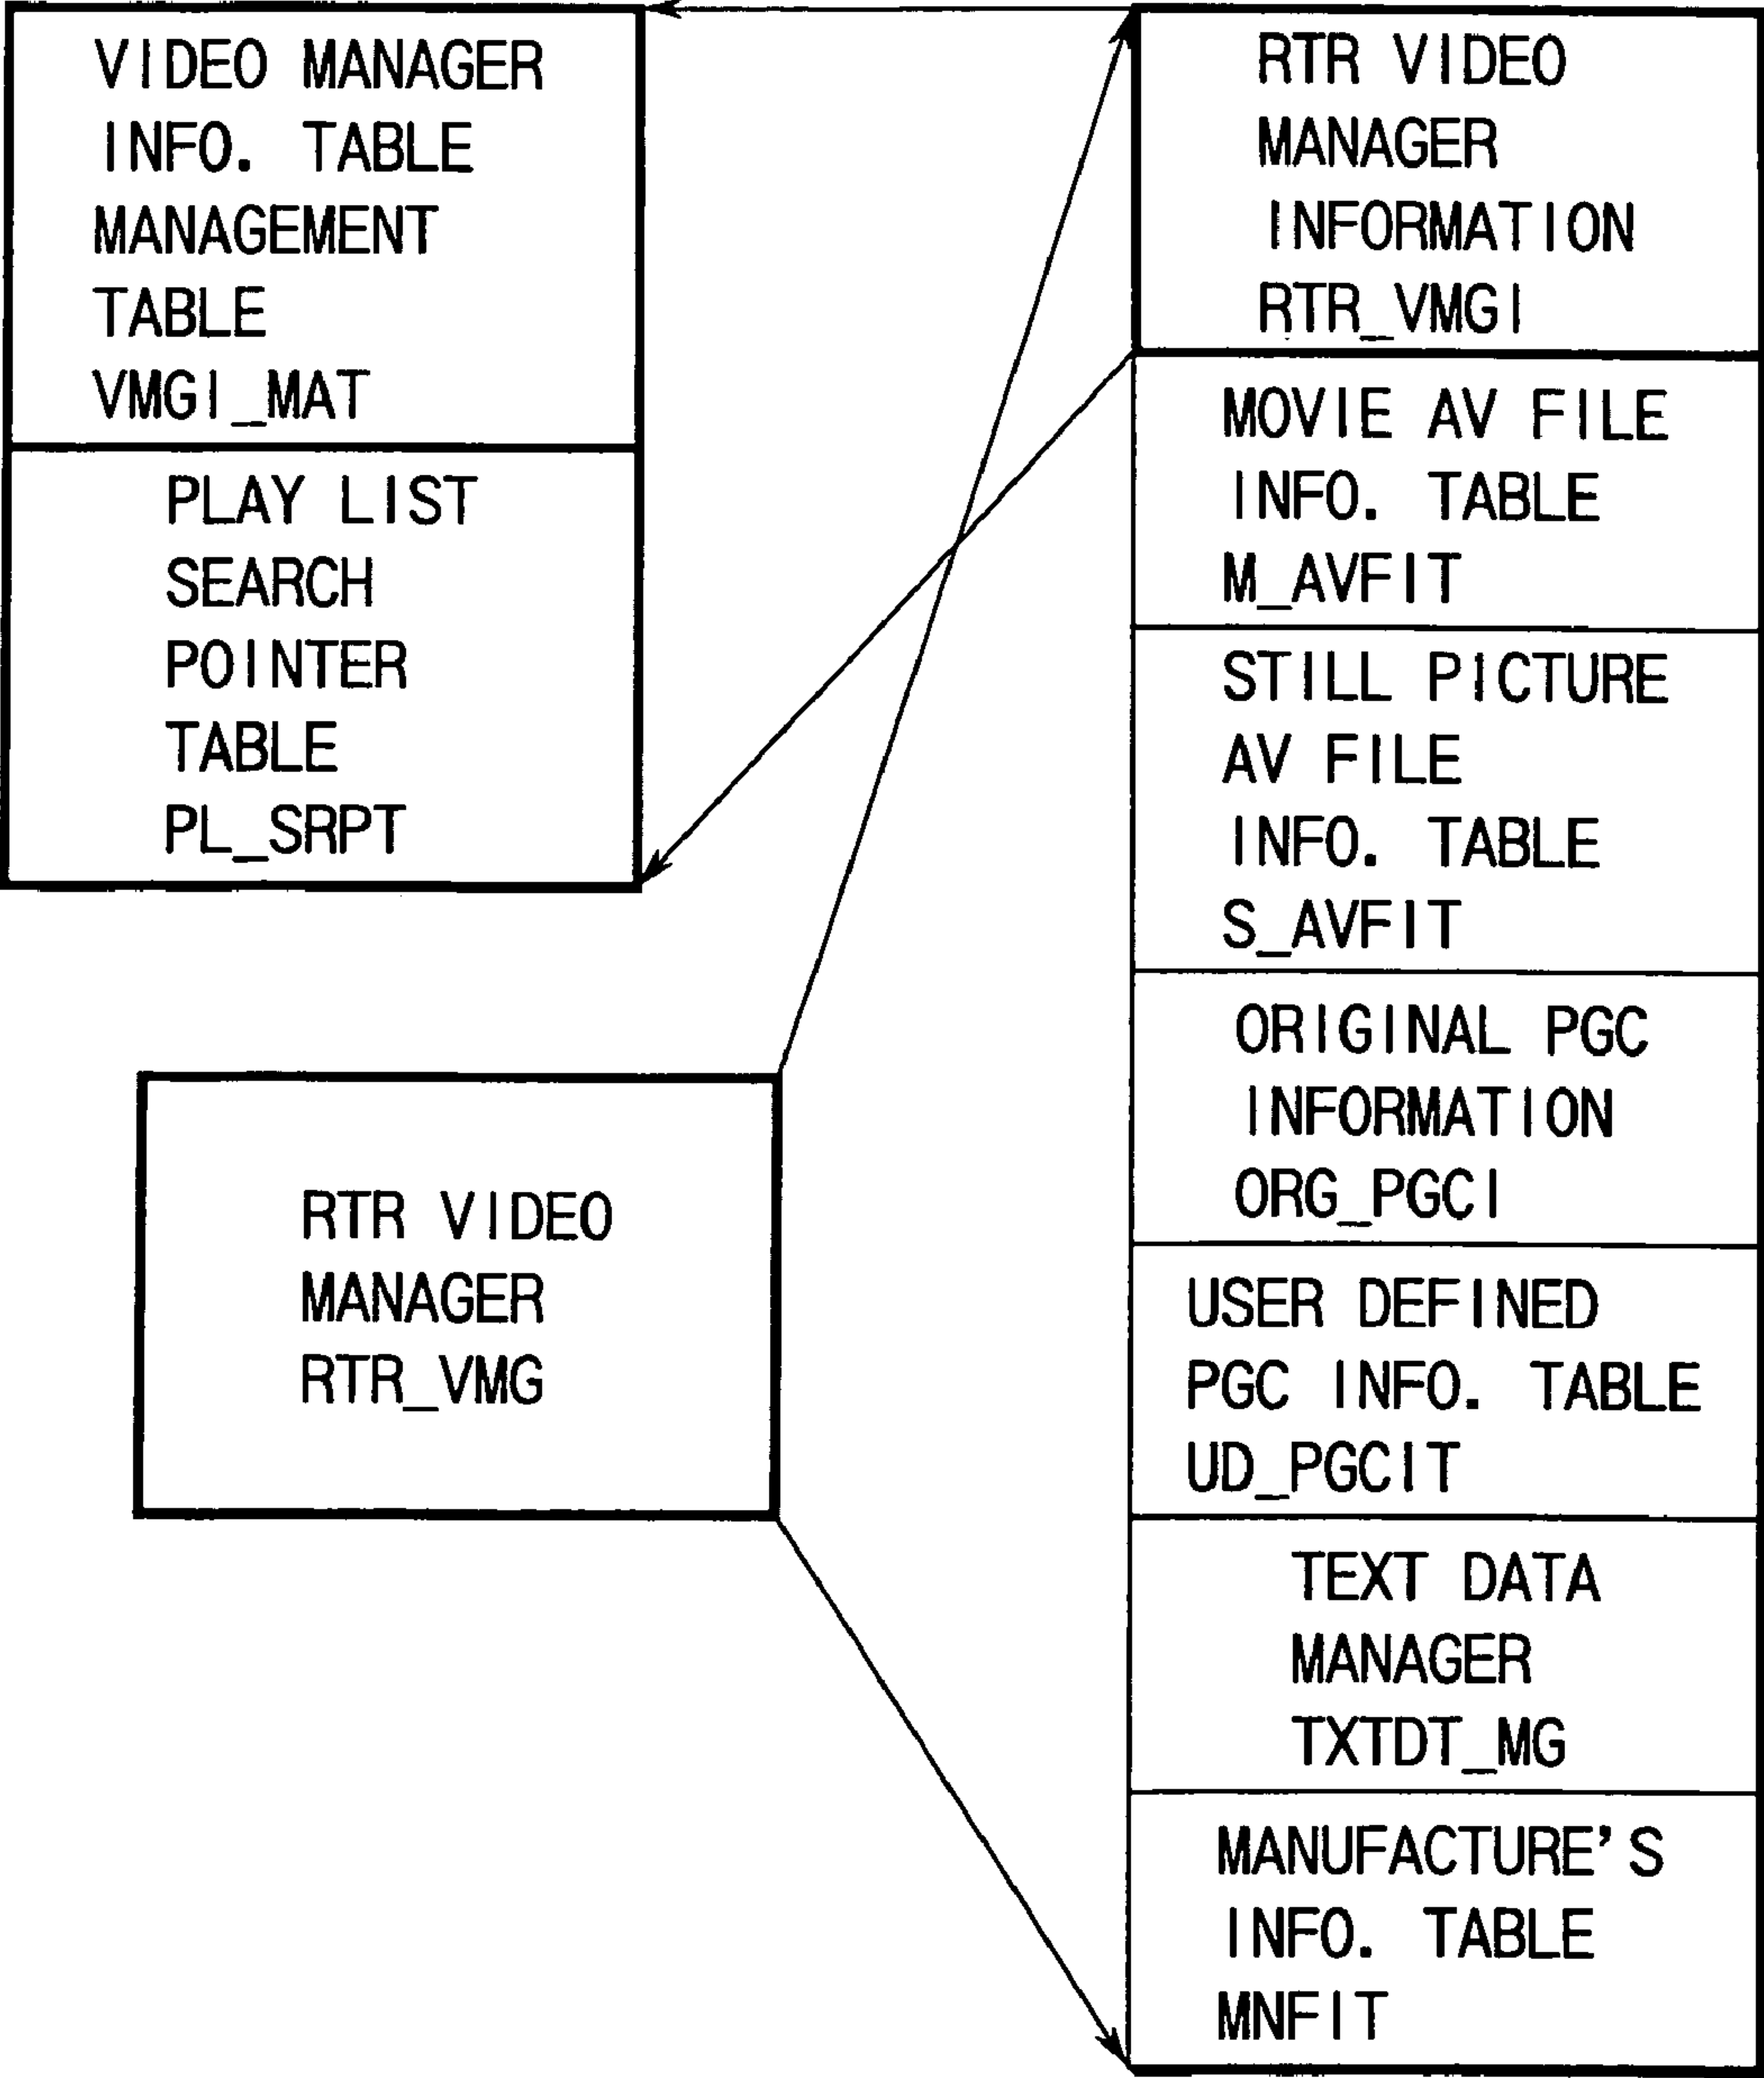 VIDEO MANAGER
INFO. TABLE
MANAGEMENT
TABLE
VMGI_MAT
PLAY LIST
SEARCH
POINTER
TABLE
PL_SRPT
RTR VIDEO
MANAGER
RTR_VMG
RTR VIDEO
MANAGER
INFORMATION
RTR_VMGI
MOVIE AV FILE
INFO. TABLE
M_AVFIT
STILL PICTURE
AV FILE
INFO. TABLE
S_AVFIT
ORIGINAL PGC
INFORMATION
ORG_PGCI
USER DEFINED
PGC INFO. TABLE
UD_PGCIT
TEXT DATA
MANAGER
TXTDT_MG
MANUFACTURE'S
INFO. TABLE
MNFIT